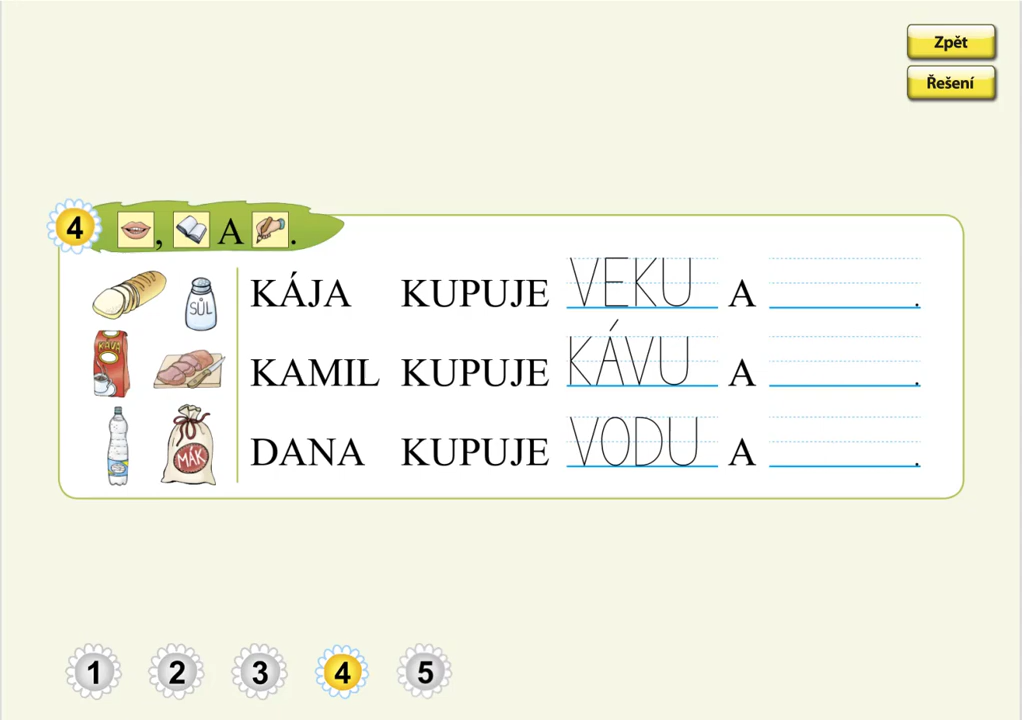 Zpět
Řešení
4 , A .
SŮL
KÁJA KUPUJE VEKU A .
KÁVA
KAMIL KUPUJE KÁVU A .
MÁK
DANA KUPUJE VODU A .
1 2 3 4 5